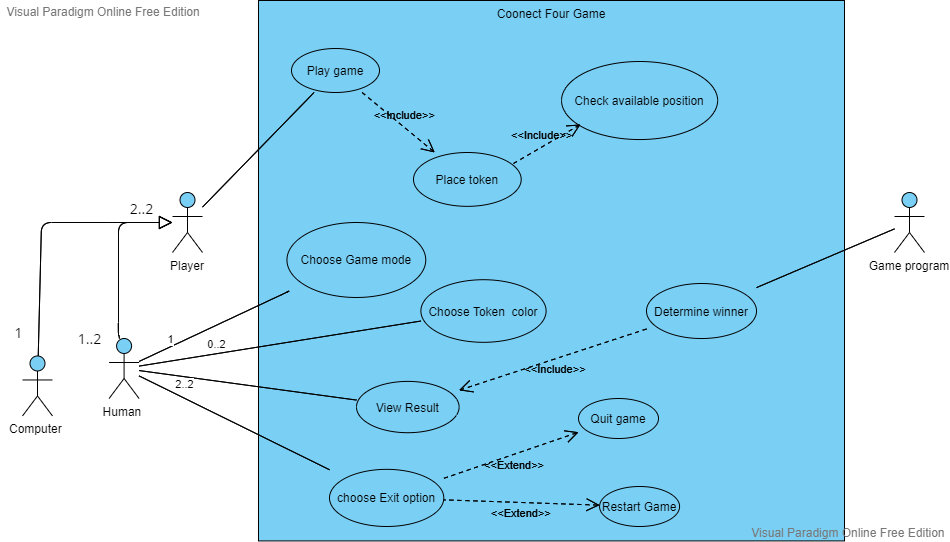 Visual Paradigm Online Free Edition
Coonect Four Game
Play game
Check available position
<<Include>>
<<Include>>
Place token
2..2
Player
Game program
Choose Game mode
Choose Token color
Determine winner
1
1..2
1
0..2
<<Include>>
2..2
Computer
Human
View Result
Quit game
<<Extend>>
choose Exit option
<<Extend>>
Restart Game
Visual Paradigm Online Free Edition